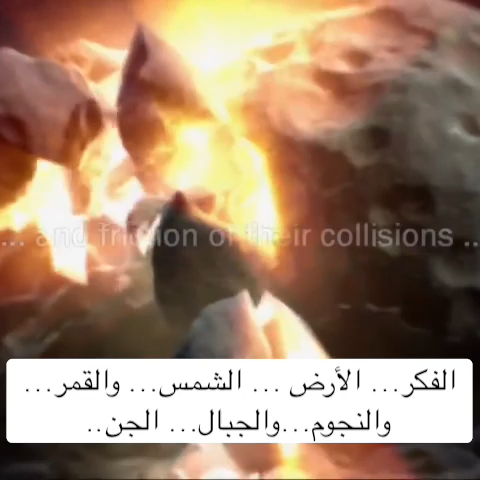 ... and friction of their collisions ..
الفكر... الأرض ... الشمس... والقمر...
والنجوم...والجبال... الجن..